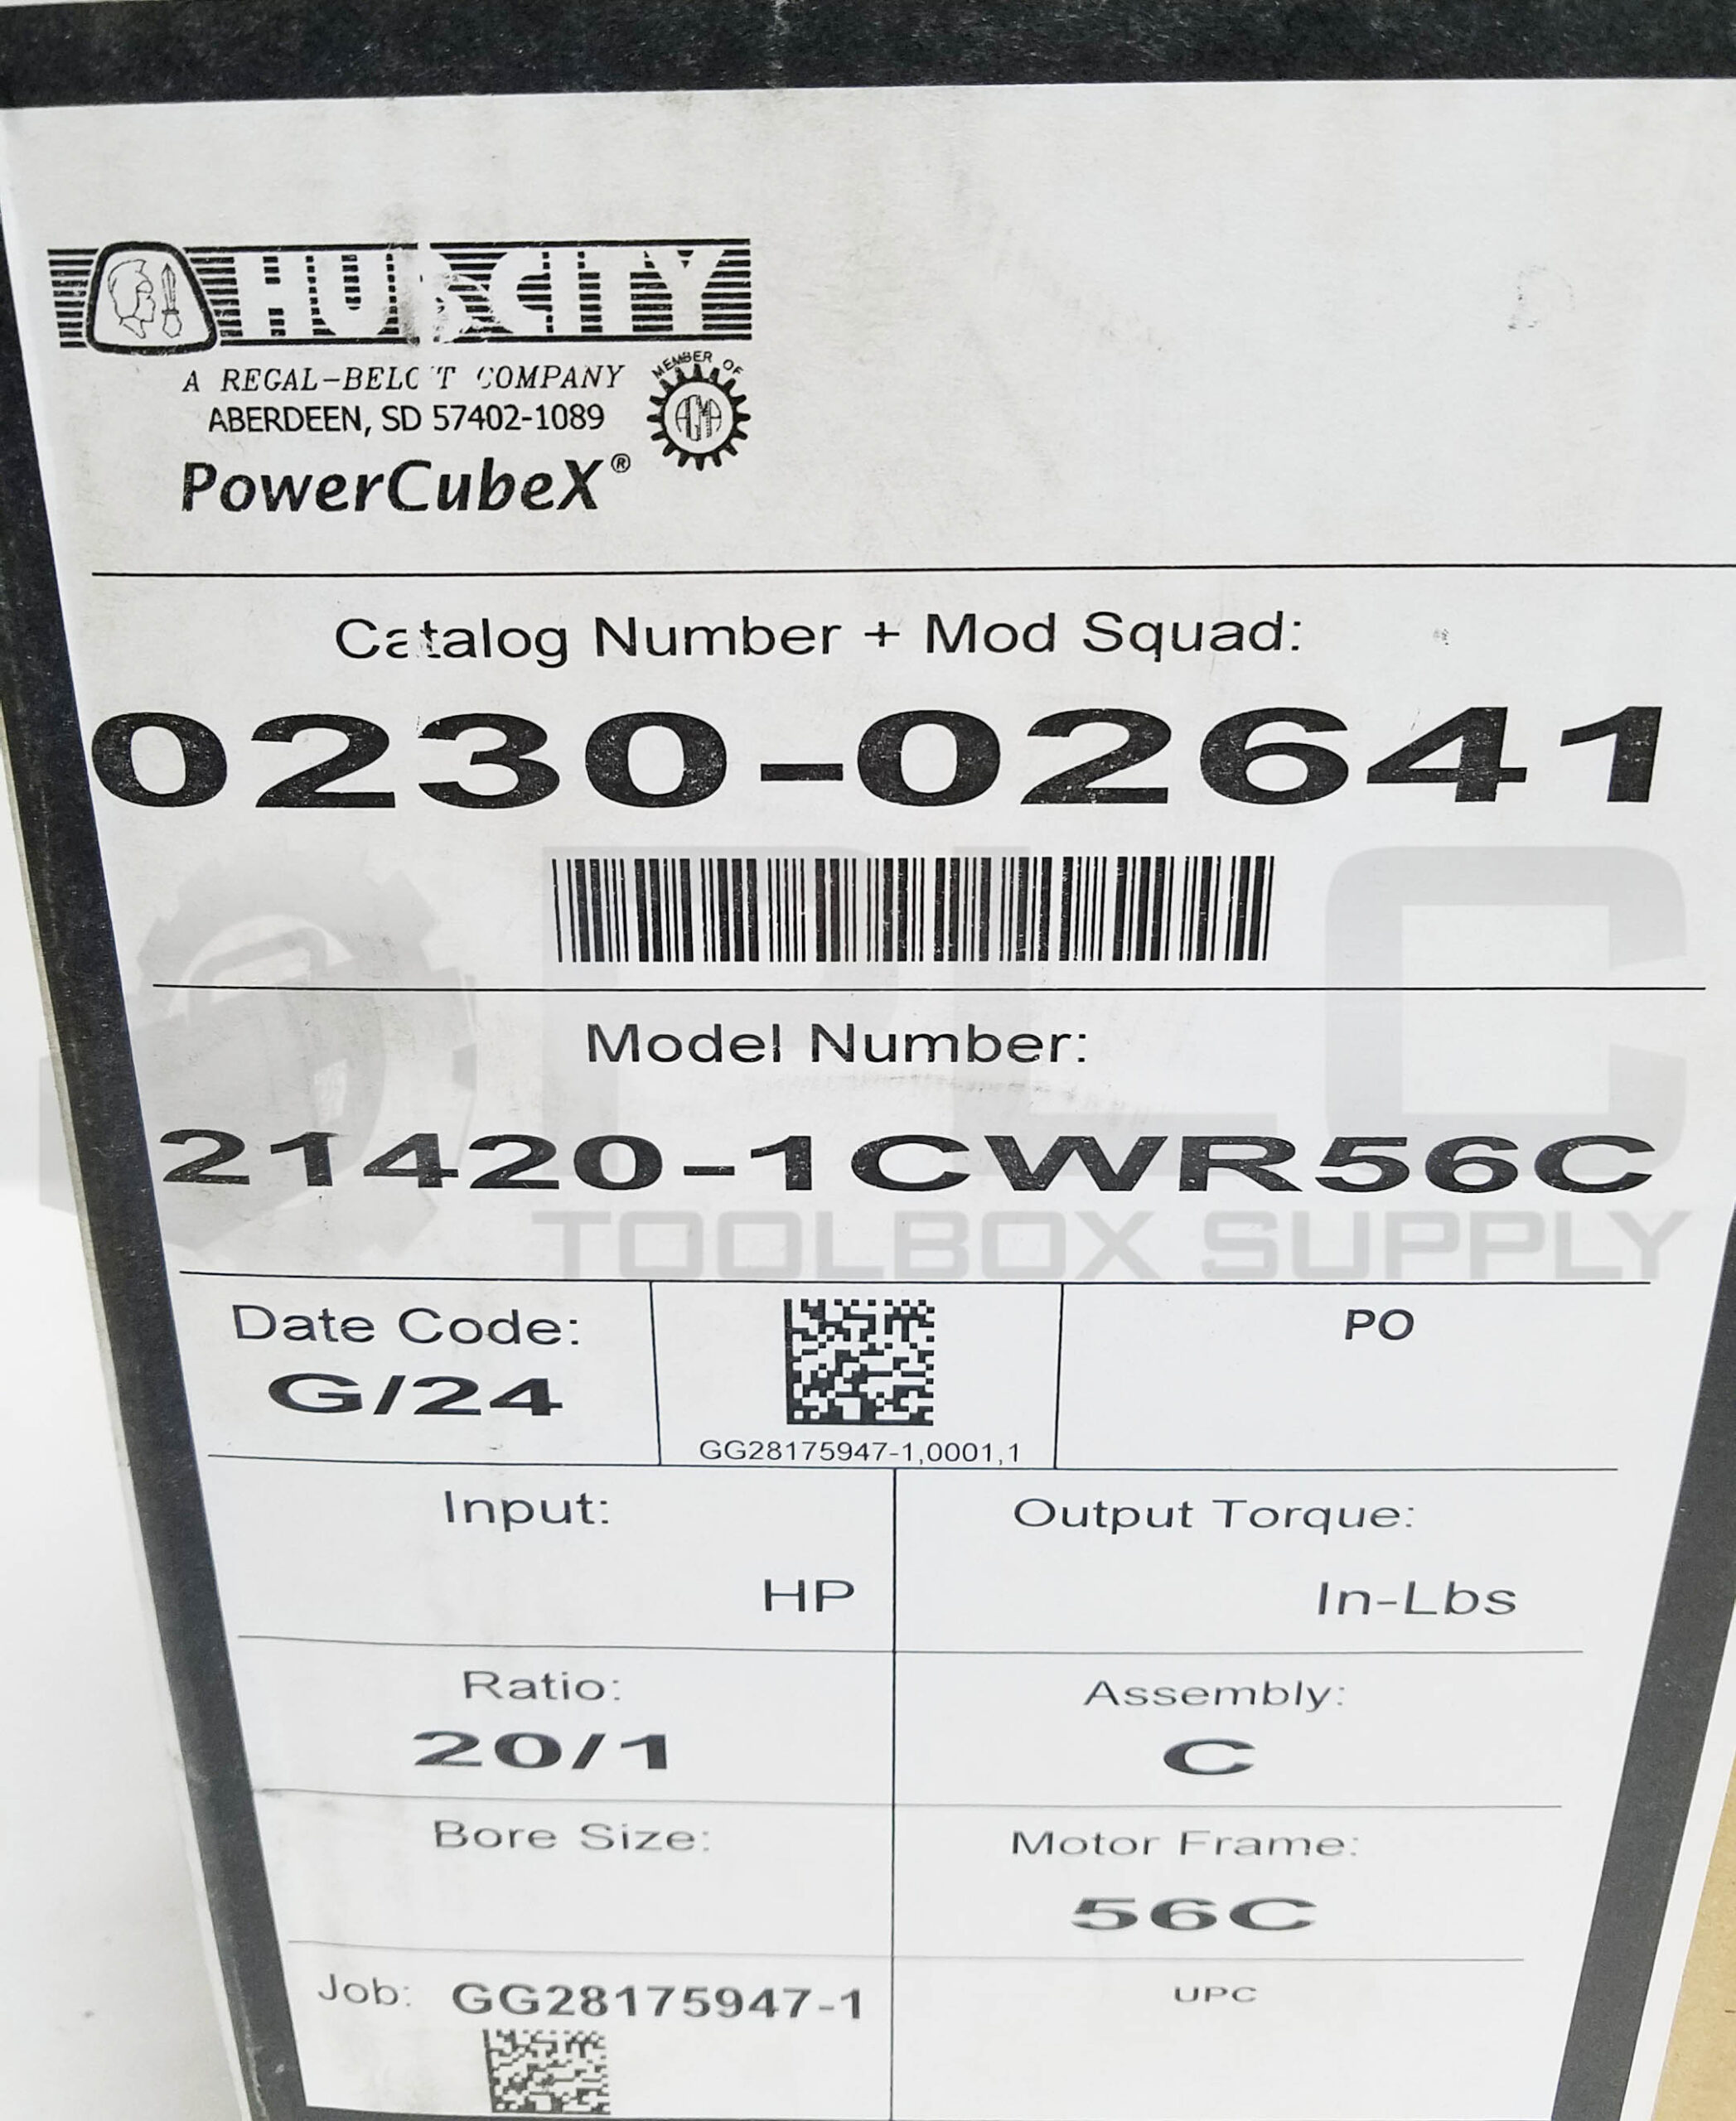 HUB CITY
A REGAL-BELOIT COMPANY
MEMBER OF
AGMA
ABERDEEN, SD 57402-1089
PowerCubeX®
Catalog Number + Mod Squad:
0230-02641
Model Number:
21420-1CWR56C
PLC
TOOLBOX SUPPLY
Date Code:
G/24
GG28175947-1,0001,1
PO
Input:
HP
Output Torque:
In-Lbs
Ratio:
20/1
Assembly:
C
Bore Size:
Motor Frame:
56C
Job: GG28175947-1
UPC